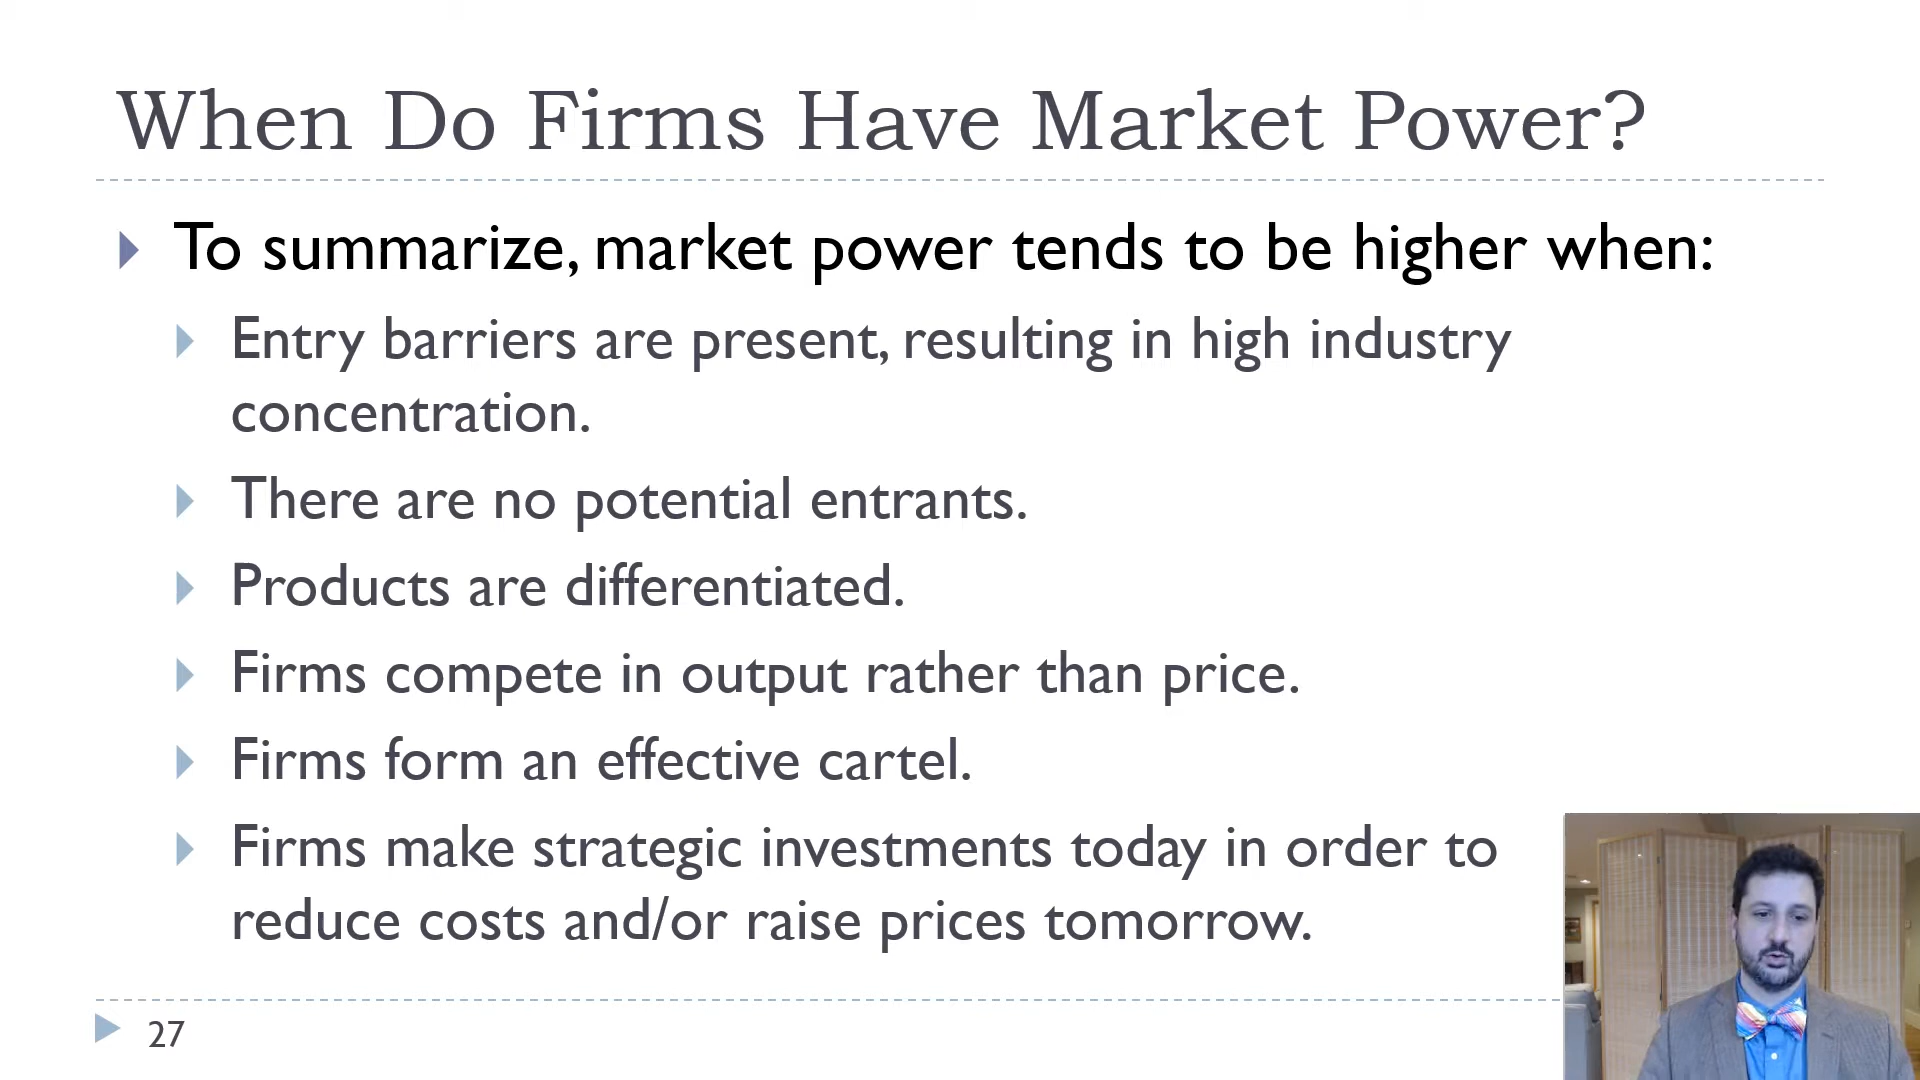 When Do Firms Have Market Power?
To summarize, market power tends to be higher when:
Entry barriers are present, resulting in high industry
concentration.
There are no potential entrants.
Products are differentiated.
Firms compete in output rather than price.
Firms form an effective cartel.
Firms make strategic investments today in order to
reduce costs and/or raise prices tomorrow.
27